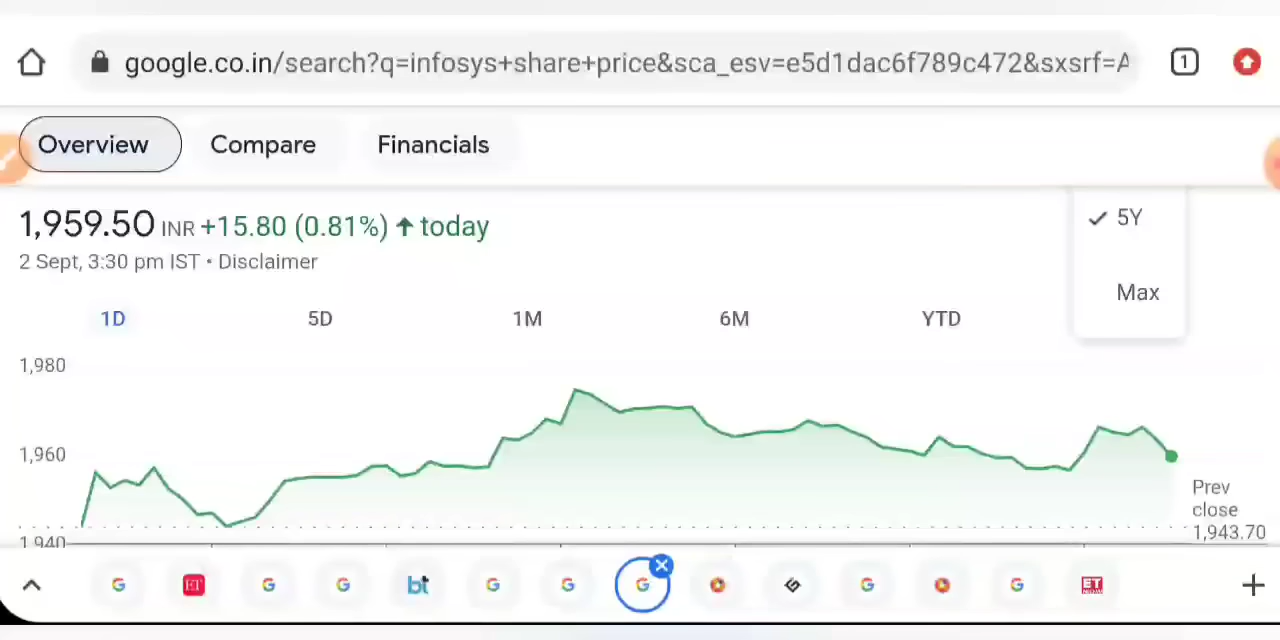 google.co.in/search?q=infosys+share+price&sca_esv=e5d1dac6f789c472&sxsrf=A
1
Overview Compare Financials
1,959.50 INR +15.80 (0.81%) ↑ today
2 Sept, 3:30 pm IST • Disclaimer
✓ 5Y
Max
1D 5D 1M 6M YTD
1,980
1,960
Prev
close
1,943.70
1,940
G ET G G bt G G G G G ET